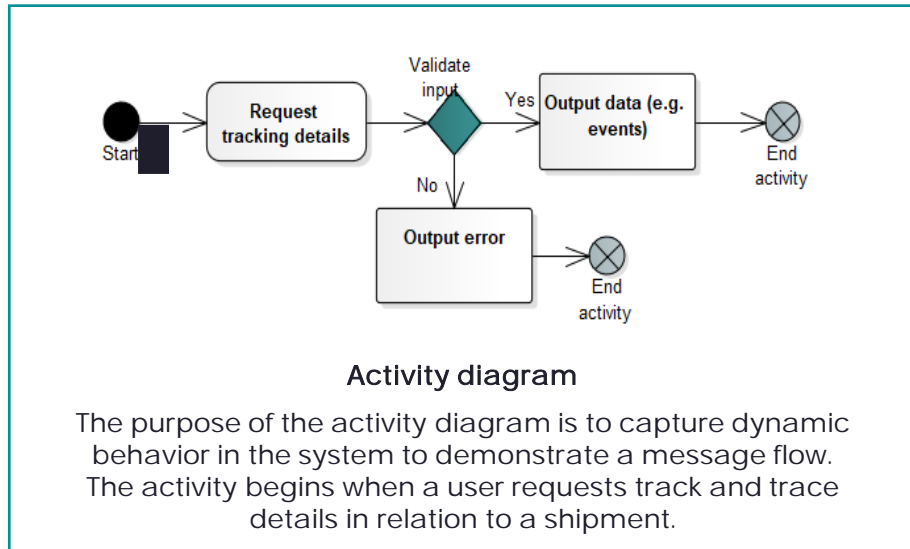 Validate
input
Request
tracking details
Yes
Output data (e.g.
events)
Start
End
activity
No
Output error
End
activity
Activity diagram
The purpose of the activity diagram is to capture dynamic
behavior in the system to demonstrate a message flow.
The activity begins when a user requests track and trace
details in relation to a shipment.